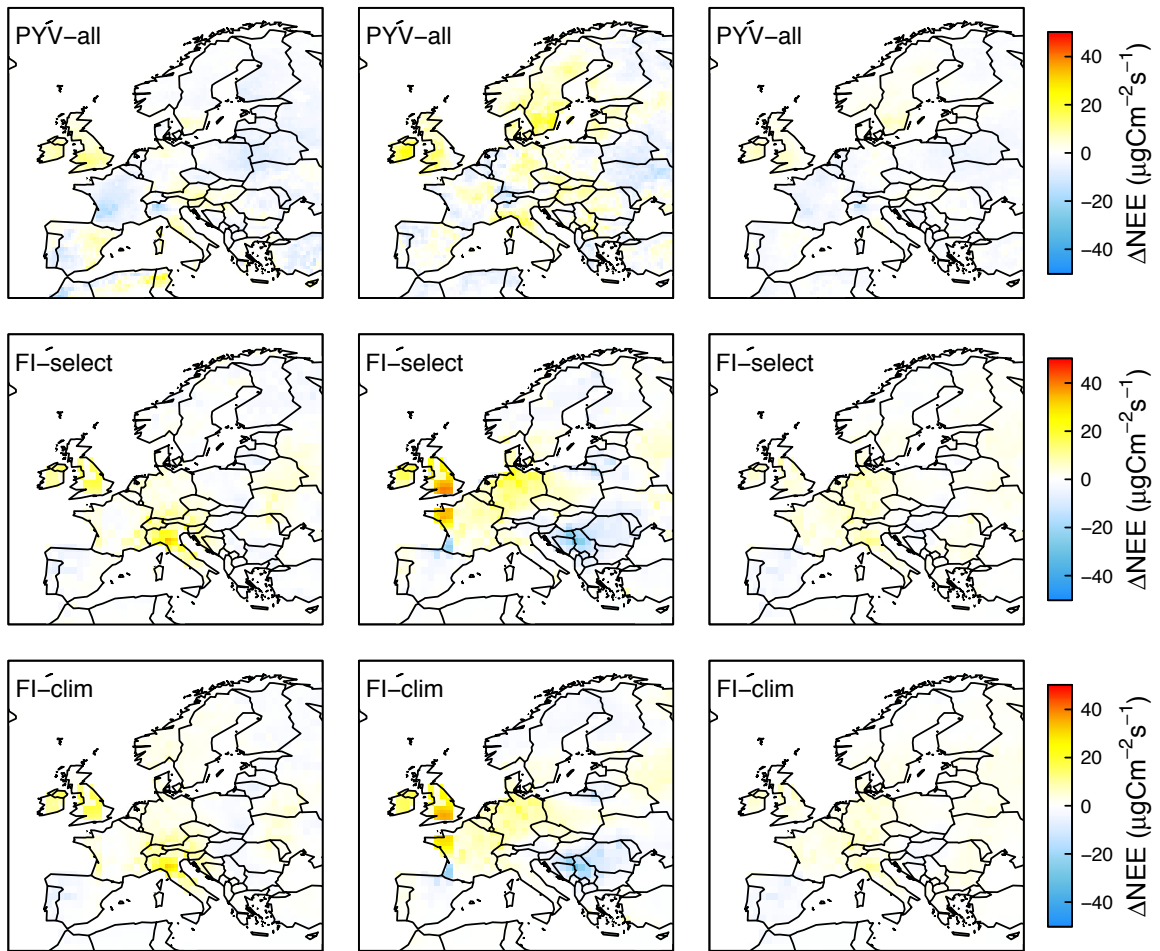 PYV−all PYV−all PYV−all
40
20
0
−20
−40
ΔNEE (μgCm⁻²s⁻¹)
FI−select FI−select FI−select
40
20
0
−20
−40
ΔNEE (μgCm⁻²s⁻¹)
FI−clim FI−clim FI−clim
40
20
0
−20
−40
ΔNEE (μgCm⁻²s⁻¹)